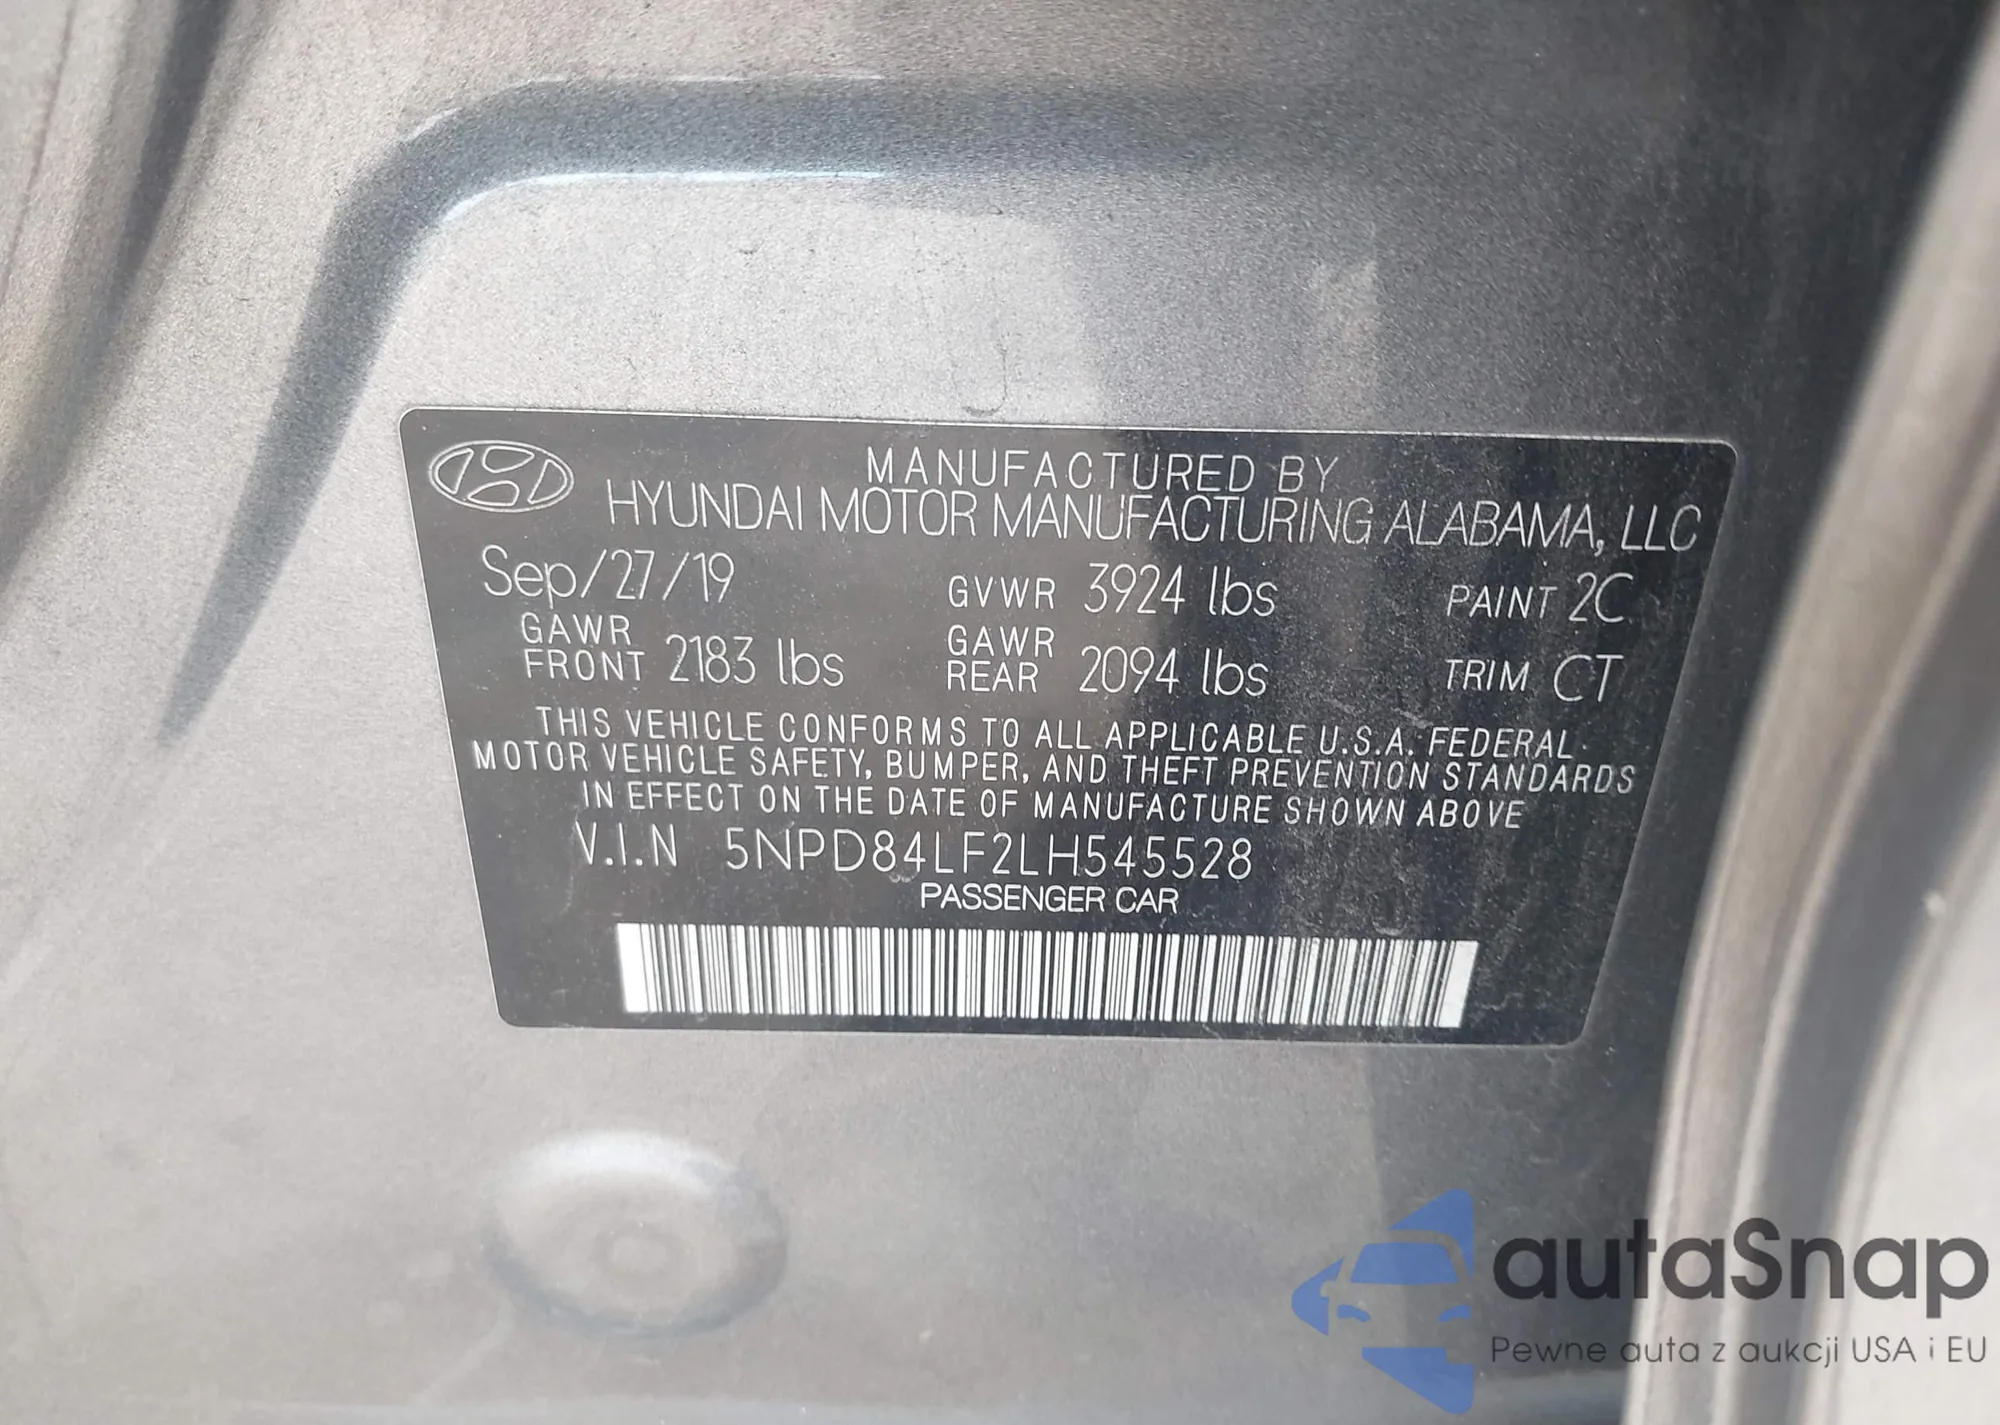 MANUFACTURED BY
HYUNDAI MOTOR MANUFACTURING ALABAMA, LLC
Sep/27/19 GVWR 3924 lbs PAINT 2C
GAWR FRONT 2183 lbs GAWR REAR 2094 lbs TRIM CT
THIS VEHICLE CONFORMS TO ALL APPLICABLE U.S.A. FEDERAL
MOTOR VEHICLE SAFETY, BUMPER, AND THEFT PREVENTION STANDARDS
IN EFFECT ON THE DATE OF MANUFACTURE SHOWN ABOVE
V.I.N 5NPD84LF2LH545528
PASSENGER CAR
autaSnap
Pewne auta z aukcji USA i EU